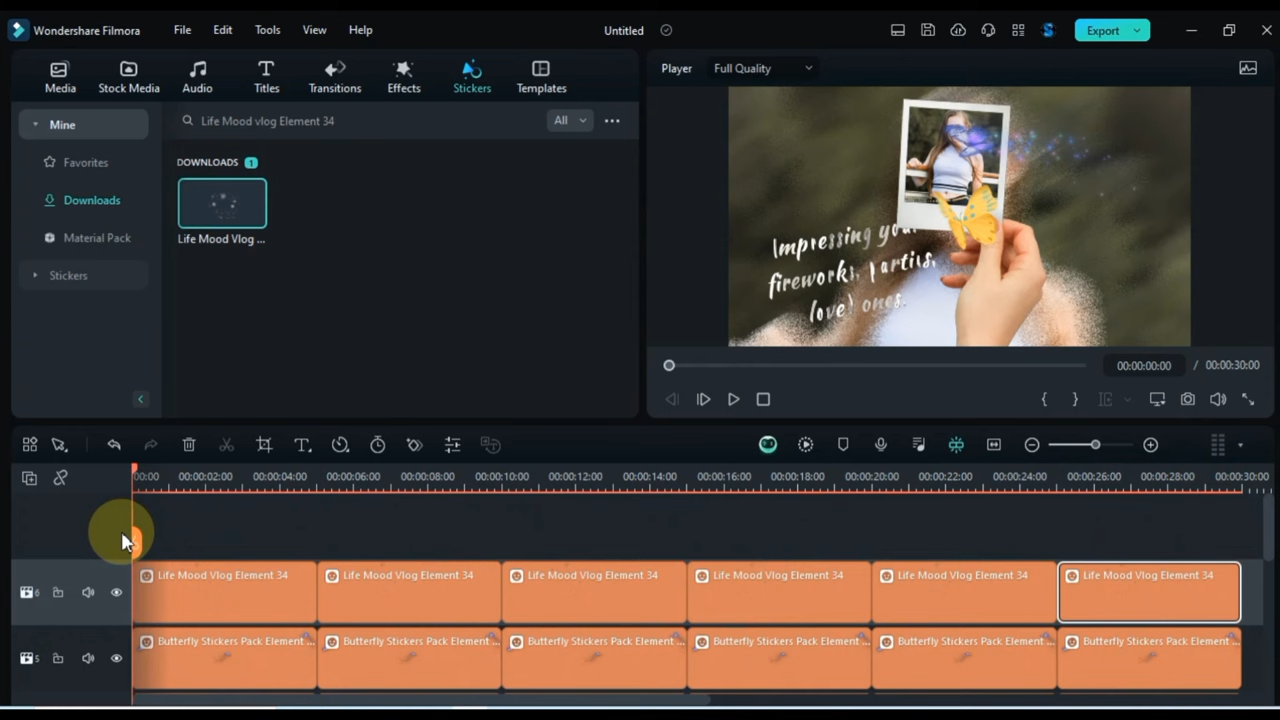 Wondershare Filmora
File
Edit
Tools
View
Help
Untitled
Export
Media
Stock Media
Audio
Titles
Transitions
Effects
Stickers
Templates
Player
Full Quality
Mine
Life Mood vlog Element 34
All
Favorites
DOWNLOADS 1
Downloads
Material Pack
Life Mood Vlog ...
Stickers
Impressing your
fireworks, partiis,
(ove) ones.
00:00:00:00 / 00:00:30:00
00:00 00:00:02:00 00:00:04:00 00:00:06:00 00:00:08:00 00:00:10:00 00:00:12:00 00:00:14:00 00:00:16:00 00:00:18:00 00:00:20:00 00:00:22:00 00:00:24:00 00:00:26:00 00:00:28:00 00:00:30:00
6
Life Mood Vlog Element 34 Life Mood Vlog Element 34 Life Mood Vlog Element 34 Life Mood Vlog Element 34 Life Mood Vlog Element 34 Life Mood Vlog Element 34
5
Butterfly Stickers Pack Element ... Butterfly Stickers Pack Element ... Butterfly Stickers Pack Element ... Butterfly Stickers Pack Element ... Butterfly Stickers Pack Element ... Butterfly Stickers Pack Element ...